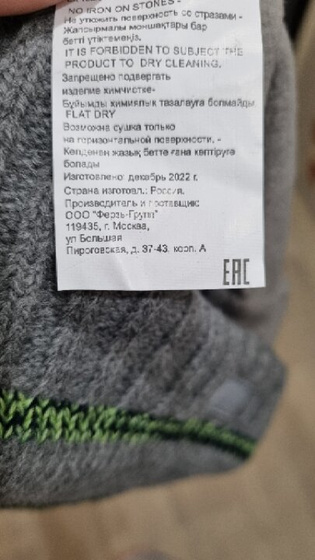 NO IRON ON STONES -
Не утюжить поверхность со стразами -
Жапсырмалы моншақтары бар
бетті үтіктемеңіз.
IT IS FORBIDDEN TO SUBJECT THE
PRODUCT TO DRY CLEANING.
Запрещено подвергать
изделие химчистке-
Бұйымды химиялық тазалауға болмайды.
FLAT DRY
Возможна сушка только
на горизонтальной поверхности, -
Көлденең жазық бетте ғана кептіруге
болады
Изготовлено: декабрь 2022 г.
Страна изготовл.: Россия.
Производитель и поставщик:
ООО "Ферзь-Групп"
119435, г. Москва,
ул Большая
Пироговская, д. 37-43, корп. А
EAC